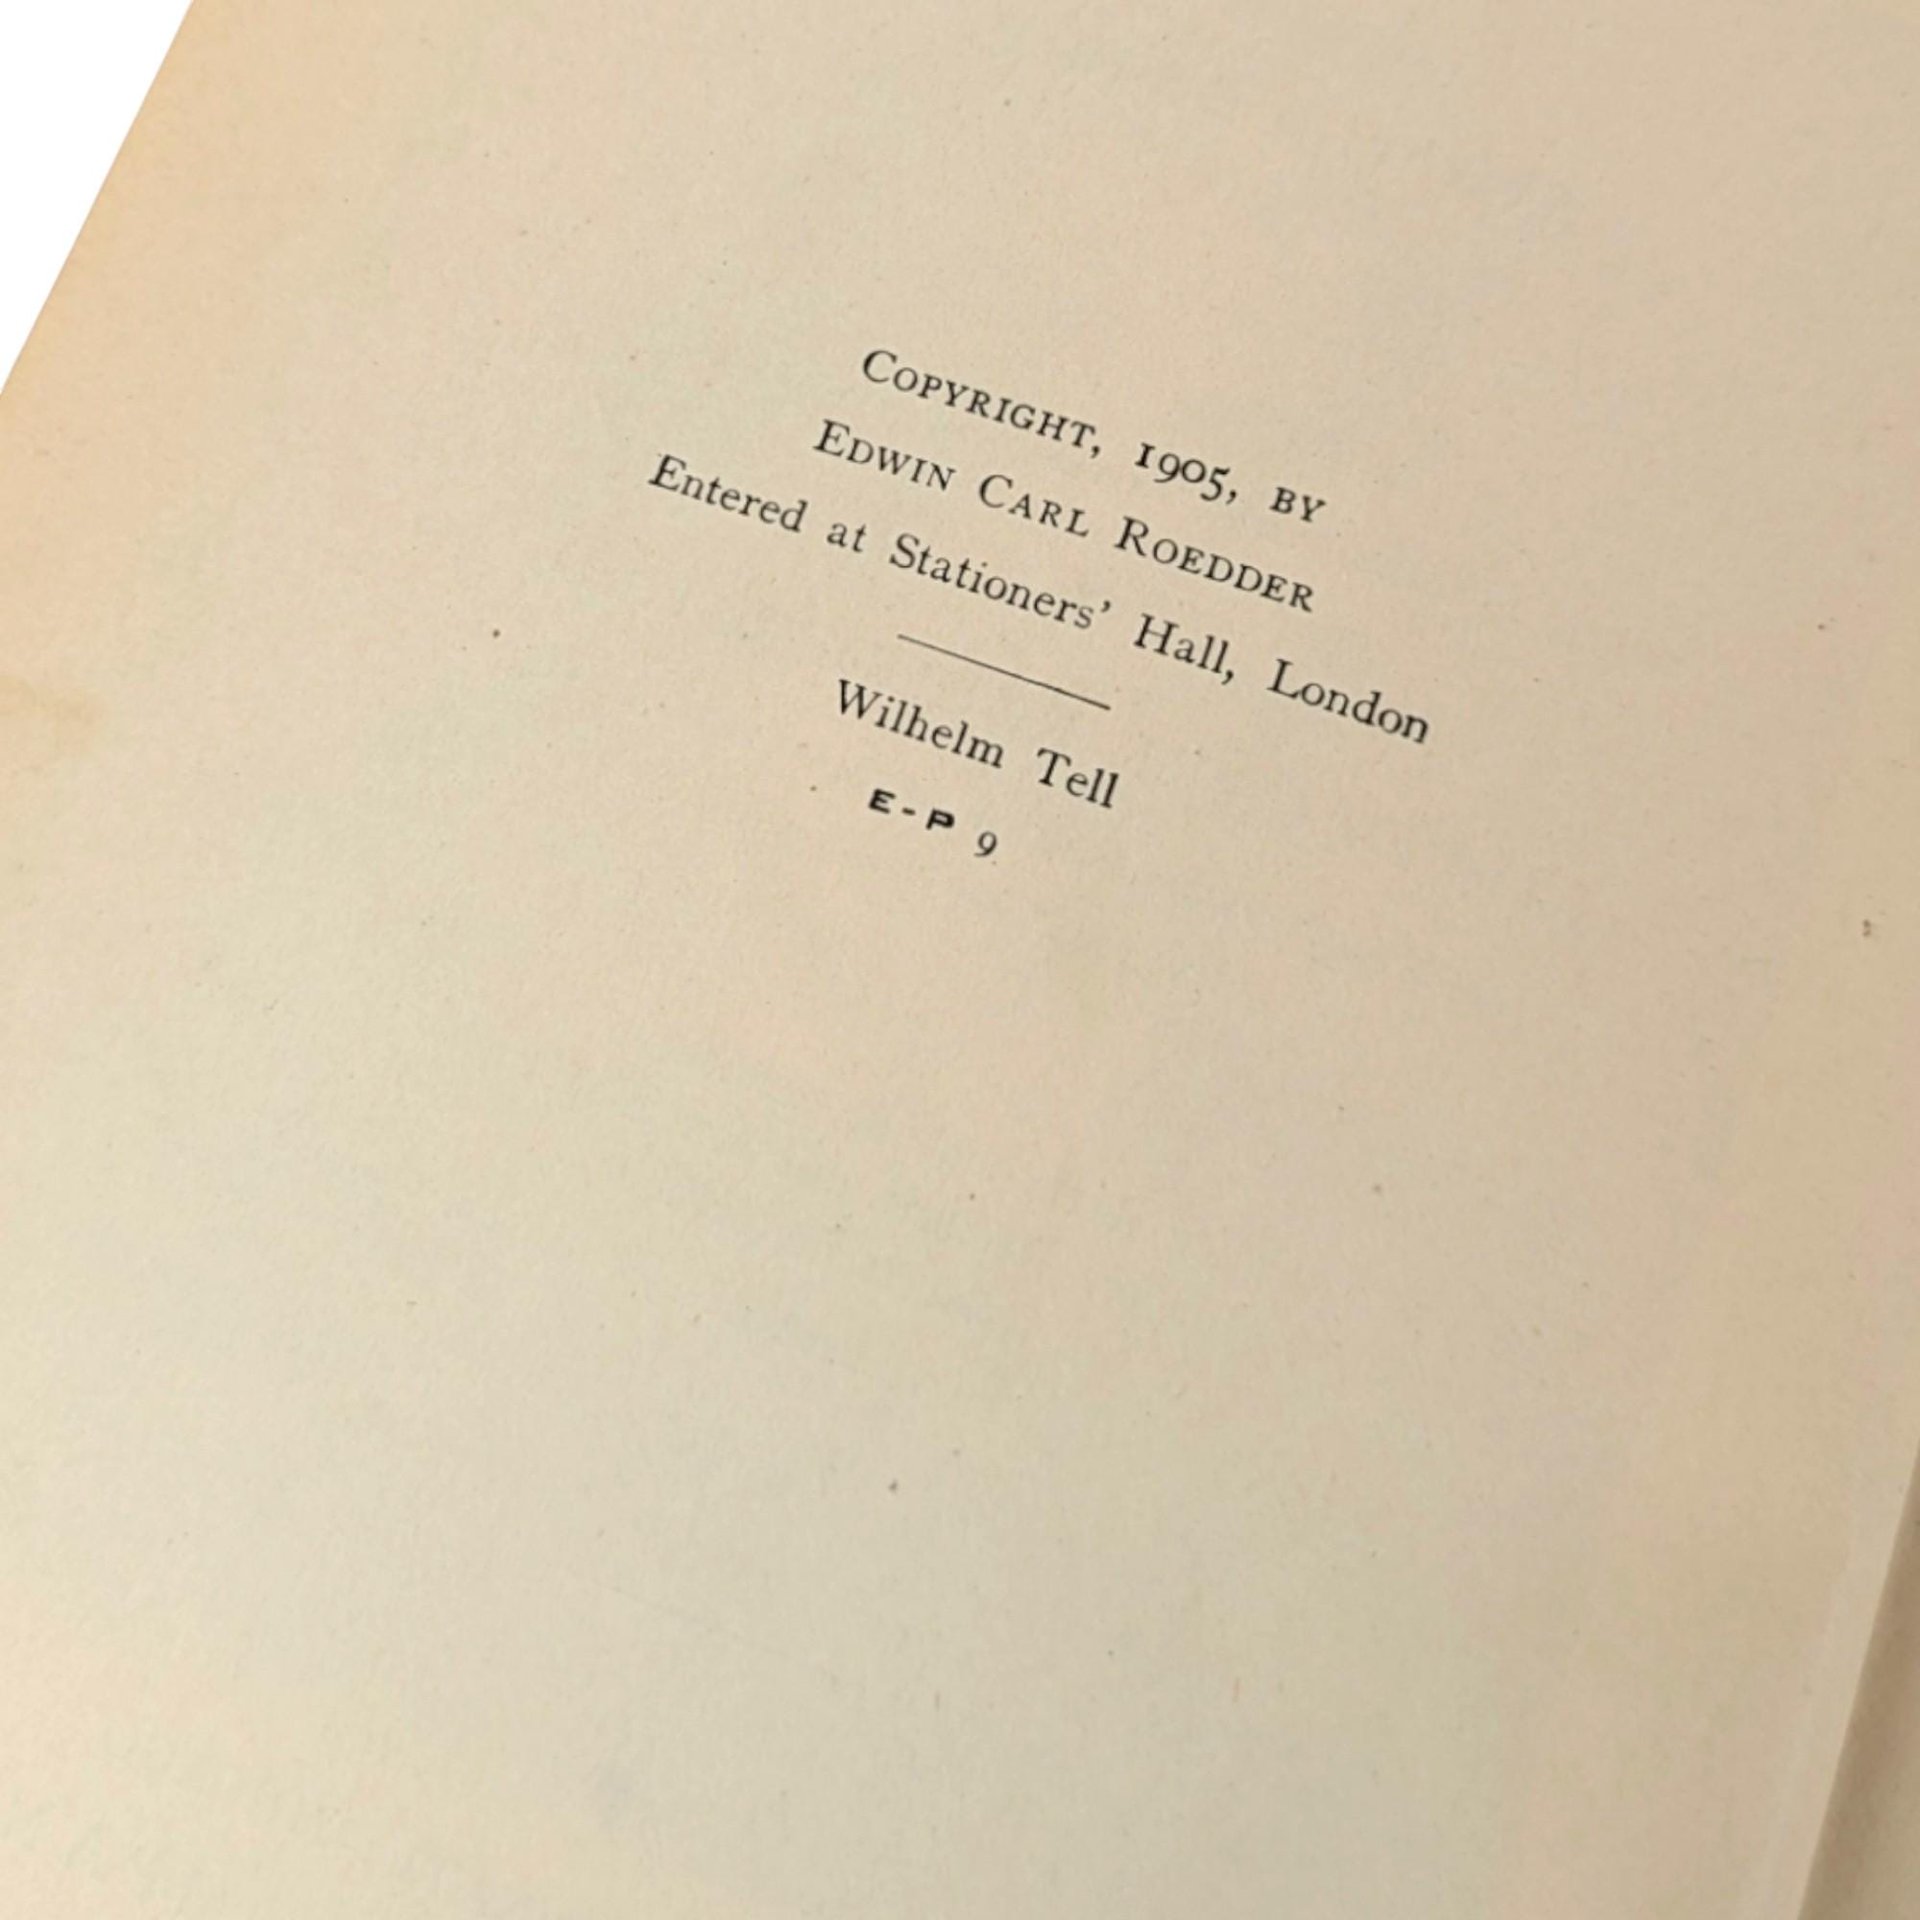 COPYRIGHT, 1905, BY
EDWIN CARL ROEDDER
Entered at Stationers' Hall, London
Wilhelm Tell
E-P 9